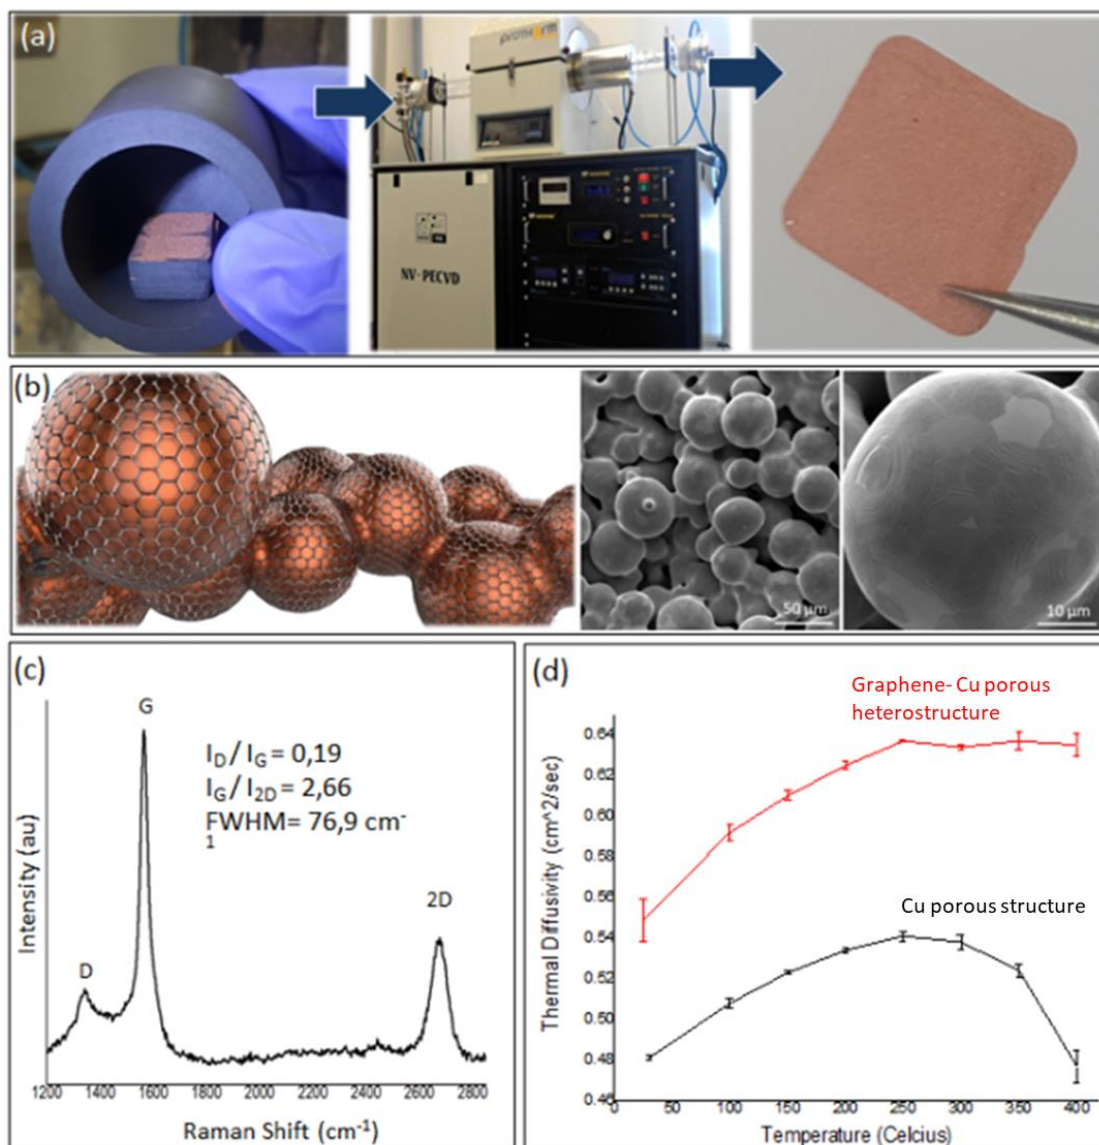 (a)
protherm
NV-PECVD
(b)
50 µm
10 µm
(c)
G
I_D / I_G = 0,19
I_G / I_2D = 2,66
FWHM= 76,9 cm-
1
2D
D
Intensity (au)
1200 1400 1600 1800 2000 2200 2400 2600 2800
Raman Shift (cm-1)
(d)
Graphene- Cu porous
heterostructure
Cu porous structure
Thermal Diffusivity (cm^2/sec)
0.64
0.62
0.60
0.58
0.56
0.54
0.52
0.50
0.48
0.46
0 50 100 150 200 250 300 350 400
Temperature (Celcius)